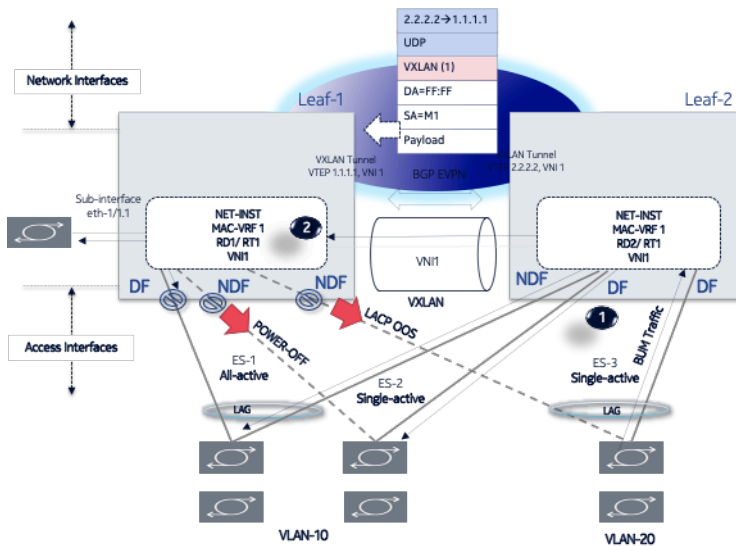 2.2.2.2→1.1.1.1
UDP
VXLAN (1)
DA=FF:FF
SA=M1
Payload
Network Interfaces
Leaf-1
Leaf-2
VXLAN Tunnel
VTEP 1.1.1.1, VNI 1
BGP EVPN
VXLAN Tunnel
VTEP 2.2.2.2, VNI 1
Sub-interface
eth-1/1.1
NET-INST
MAC-VRF 1
RD1/ RT1
VNI1
2
NET-INST
MAC-VRF 1
RD2/ RT1
VNI1
VNI1
VXLAN
DF
NDF
NDF
NDF
DF
DF
Access Interfaces
POWER-OFF
LACP OOS
1
BUM Traffic
ES-1
All-active
ES-2
Single-active
ES-3
Single-active
LAG
LAG
VLAN-10
VLAN-20